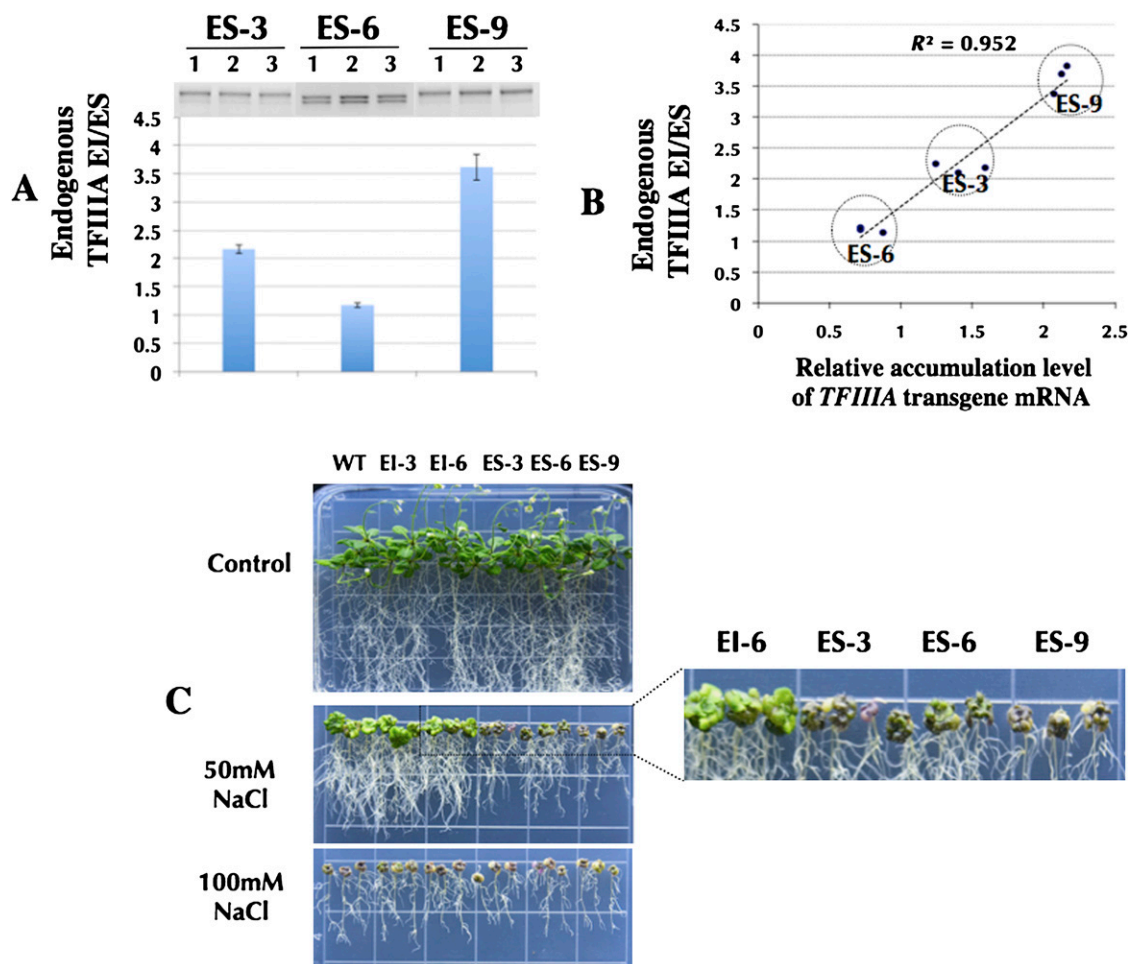 ES-3 ES-6 ES-9
1 2 3 1 2 3 1 2 3
A
Endogenous
TFIIIA EI/ES
4.5
4
3.5
3
2.5
2
1.5
1
0.5
0
B
Endogenous
TFIIIA EI/ES
R² = 0.952
4.5
4
3.5
3
2.5
2
1.5
1
0.5
0
ES-9
ES-3
ES-6
0 0.5 1 1.5 2 2.5
Relative accumulation level
of TFIIIA transgene mRNA
C
WT EI-3 EI-6 ES-3 ES-6 ES-9
Control
50mM
NaCl
100mM
NaCl
EI-6 ES-3 ES-6 ES-9